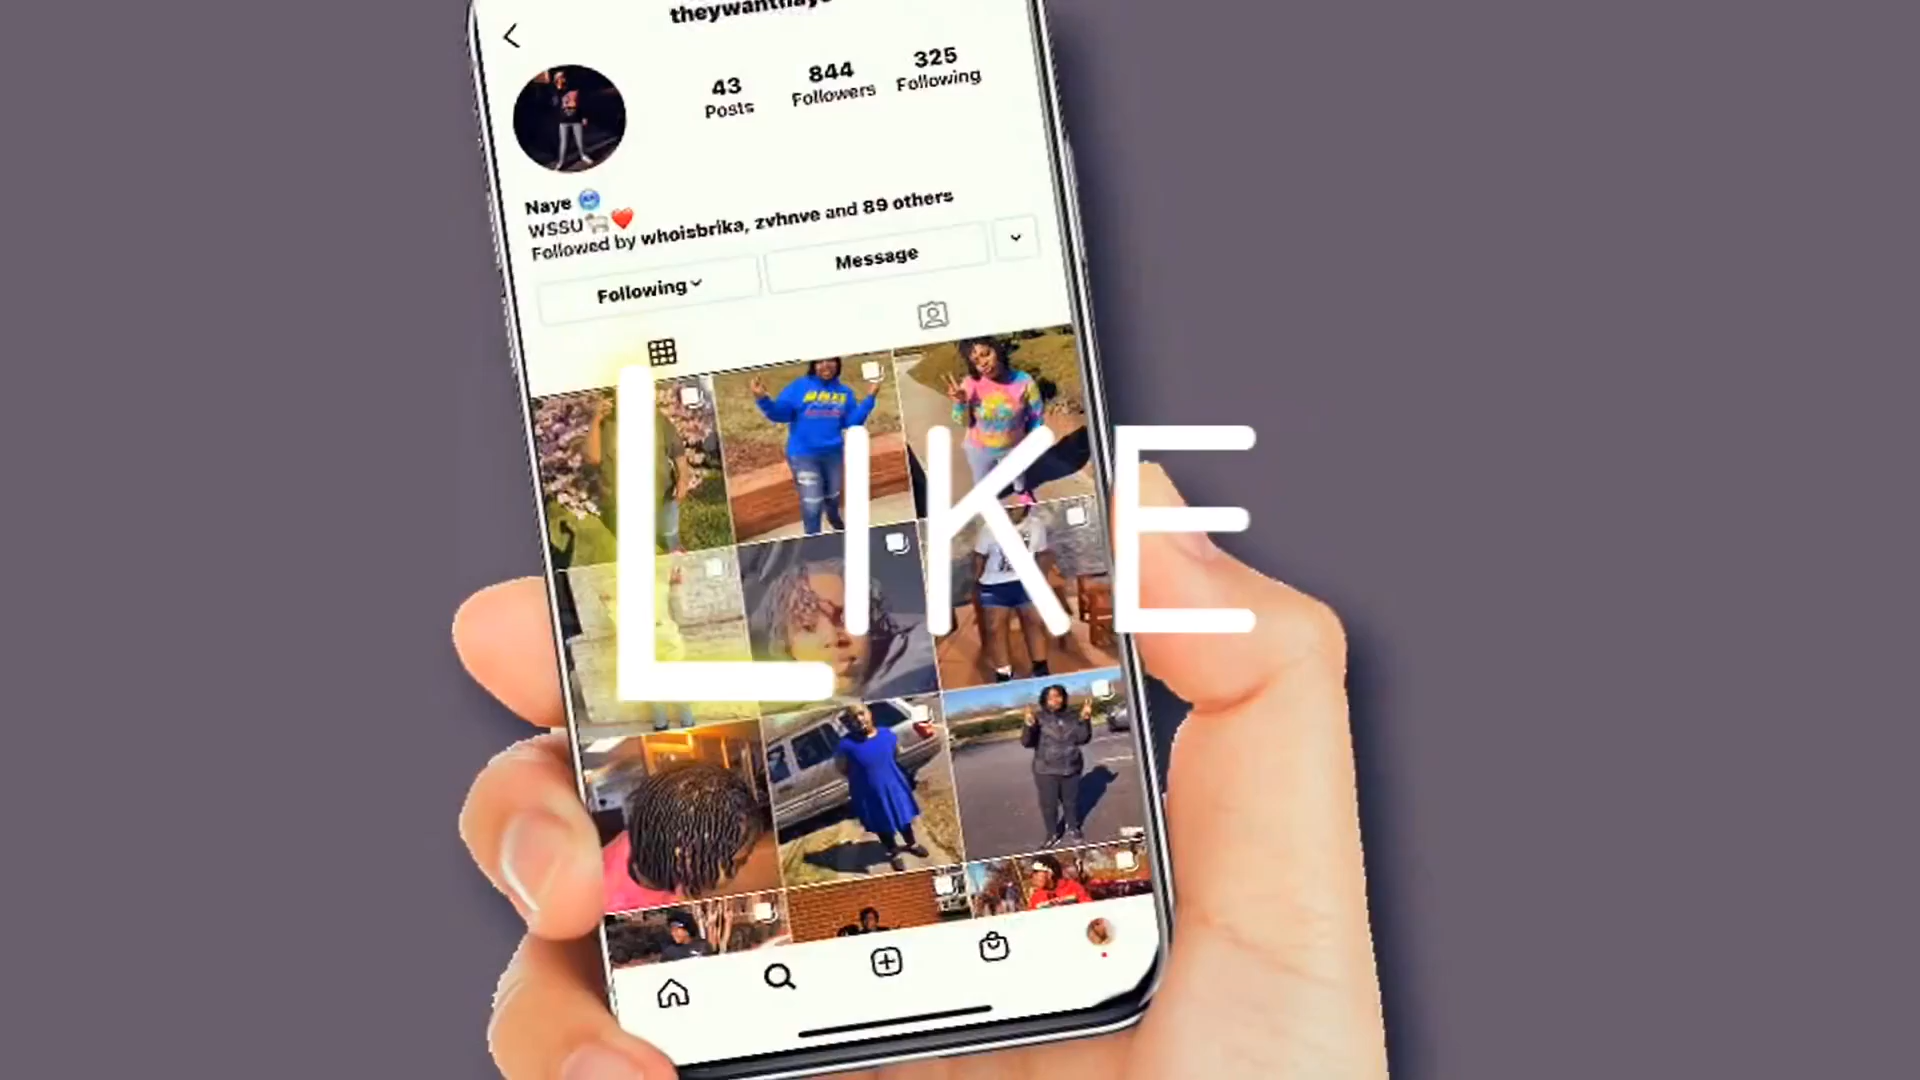 43
Posts
844
Followers
325
Following
Naye
WSSU
Followed by whoisbrika, zvhnve and 89 others
Following
Message
LIKE